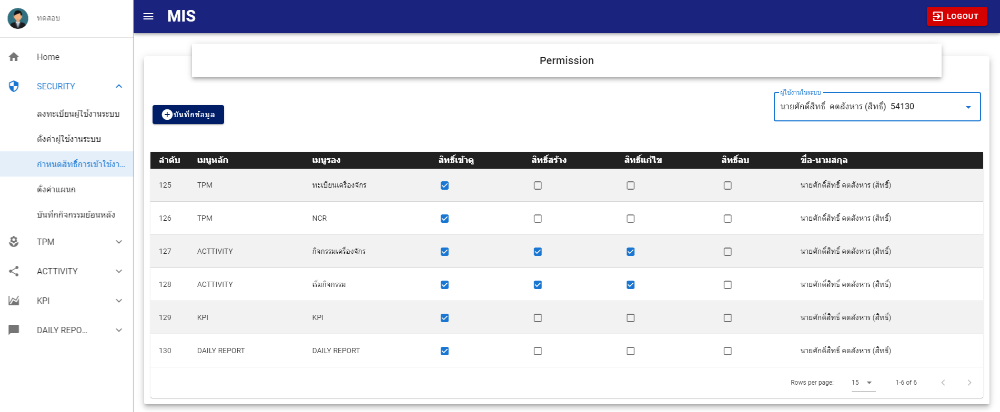 ทดสอบ
MIS
LOGOUT
Home
SECURITY
ลงทะเบียนผู้ใช้งานระบบ
ตั้งค่าผู้ใช้งานระบบ
กำหนดสิทธิ์การเข้าใช้งา...
ตั้งค่าแผนก
บันทึกกิจกรรมย้อนหลัง
TPM
ACTTIVITY
KPI
DAILY REPO...
Permission
บันทึกข้อมูล
ผู้ใช้งานในระบบ
นายศักดิ์สิทธิ์ คตสังหาร (สิทธิ์) 54130
ลำดับ เมนูหลัก เมนูรอง สิทธิ์เข้าดู สิทธิ์สร้าง สิทธิ์แก้ไข สิทธิ์ลบ ชื่อ-นามสกุล
125 TPM ทะเบียนเครื่องจักร นายศักดิ์สิทธิ์ คตสังหาร (สิทธิ์)
126 TPM NCR นายศักดิ์สิทธิ์ คตสังหาร (สิทธิ์)
127 ACTTIVITY กิจกรรมเครื่องจักร นายศักดิ์สิทธิ์ คตสังหาร (สิทธิ์)
128 ACTTIVITY เริ่มกิจกรรม นายศักดิ์สิทธิ์ คตสังหาร (สิทธิ์)
129 KPI KPI นายศักดิ์สิทธิ์ คตสังหาร (สิทธิ์)
130 DAILY REPORT DAILY REPORT นายศักดิ์สิทธิ์ คตสังหาร (สิทธิ์)
Rows per page: 15 1-6 of 6